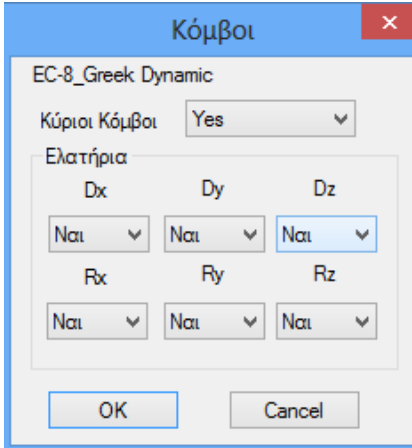 Κόμβοι
EC-8_Greek Dynamic
Κύριοι Κόμβοι Yes
Ελατήρια
Dx Dy Dz
Ναι Ναι Ναι
Rx Ry Rz
Ναι Ναι Ναι
OK Cancel